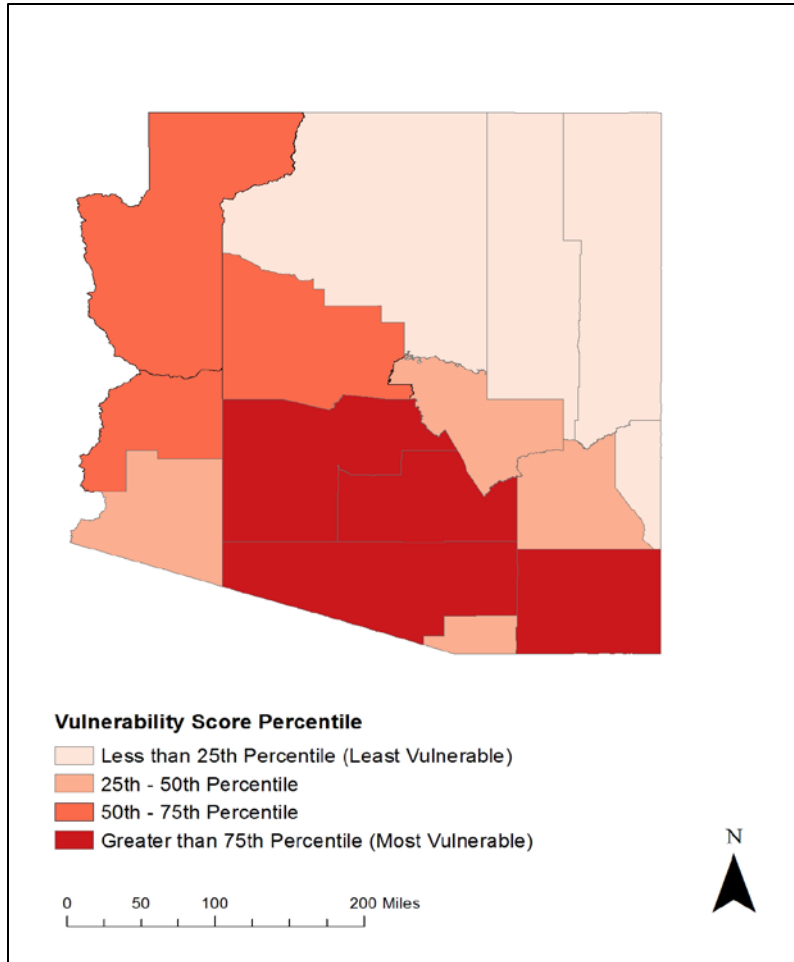 Vulnerability Score Percentile
Less than 25th Percentile (Least Vulnerable)
25th - 50th Percentile
50th - 75th Percentile
Greater than 75th Percentile (Most Vulnerable)
N
0 50 100 200 Miles